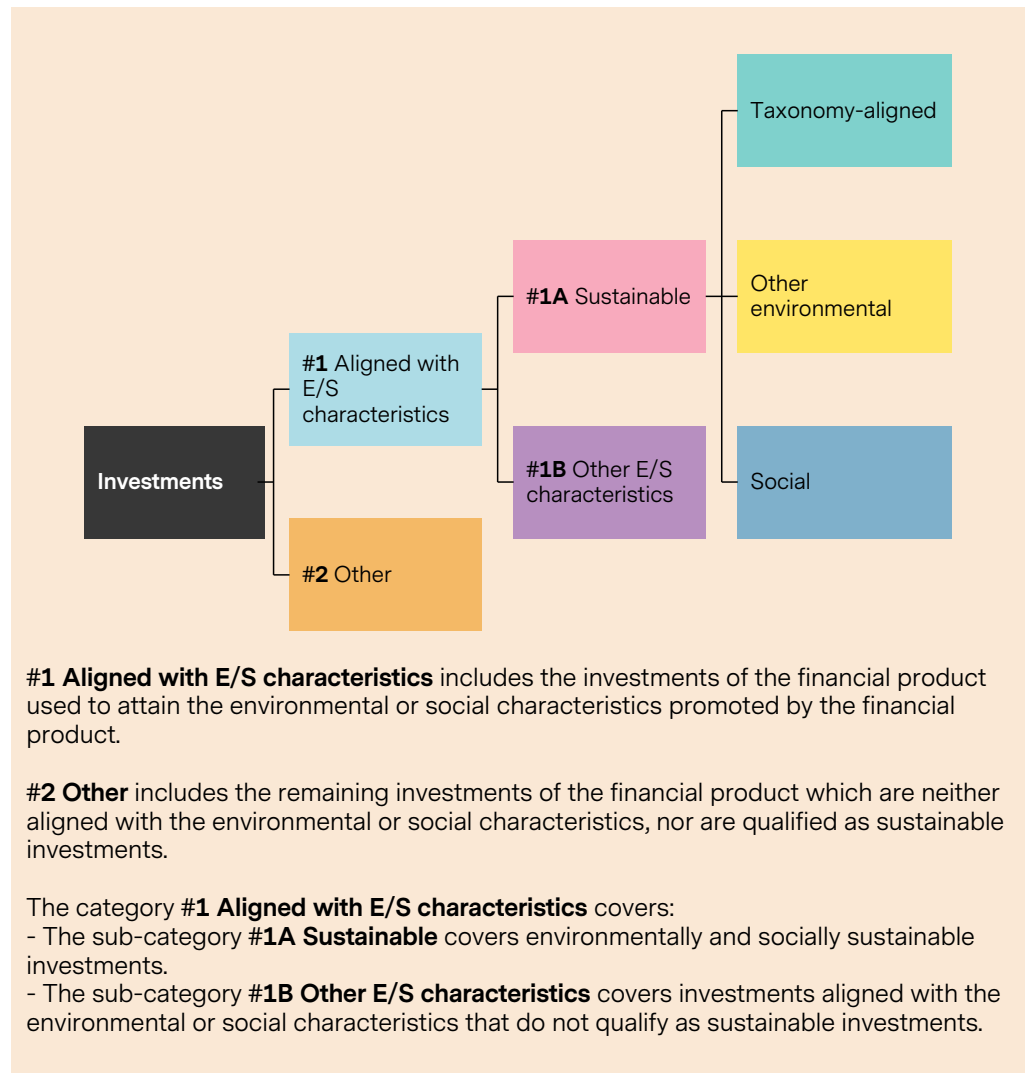 Taxonomy-aligned
#1A Sustainable
Other
environmental
#1 Aligned with
E/S
characteristics
Investments
#1B Other E/S
characteristics
Social
#2 Other
#1 Aligned with E/S characteristics includes the investments of the financial product
used to attain the environmental or social characteristics promoted by the financial
product.
#2 Other includes the remaining investments of the financial product which are neither
aligned with the environmental or social characteristics, nor are qualified as sustainable
investments.
The category #1 Aligned with E/S characteristics covers:
- The sub-category #1A Sustainable covers environmentally and socially sustainable
investments.
- The sub-category #1B Other E/S characteristics covers investments aligned with the
environmental or social characteristics that do not qualify as sustainable investments.